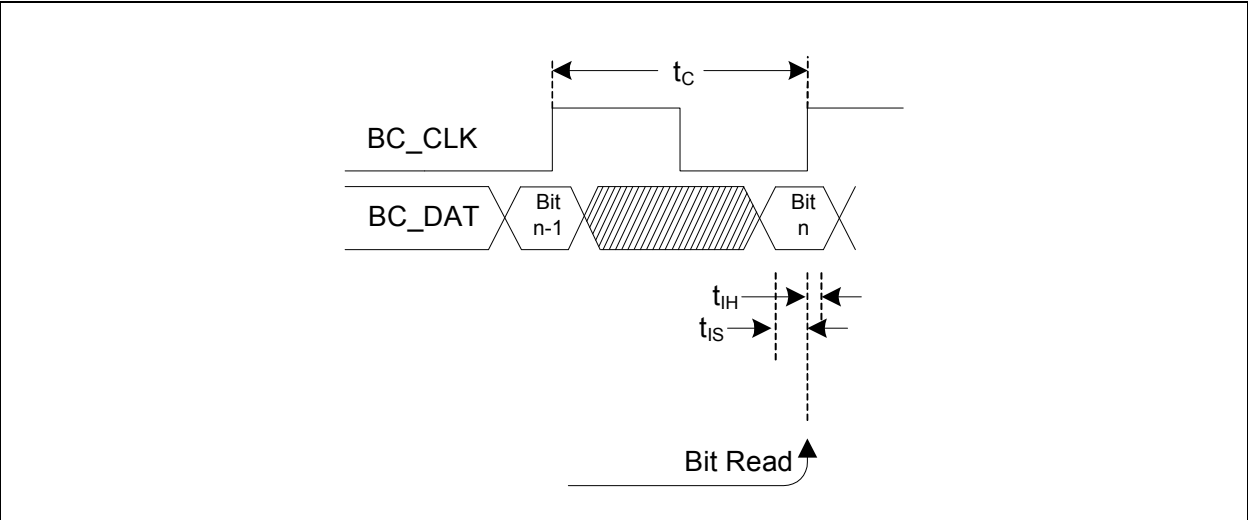 tC
BC_CLK
BC_DAT
Bit
n-1
Bit
n
tIH
tIS
Bit Read